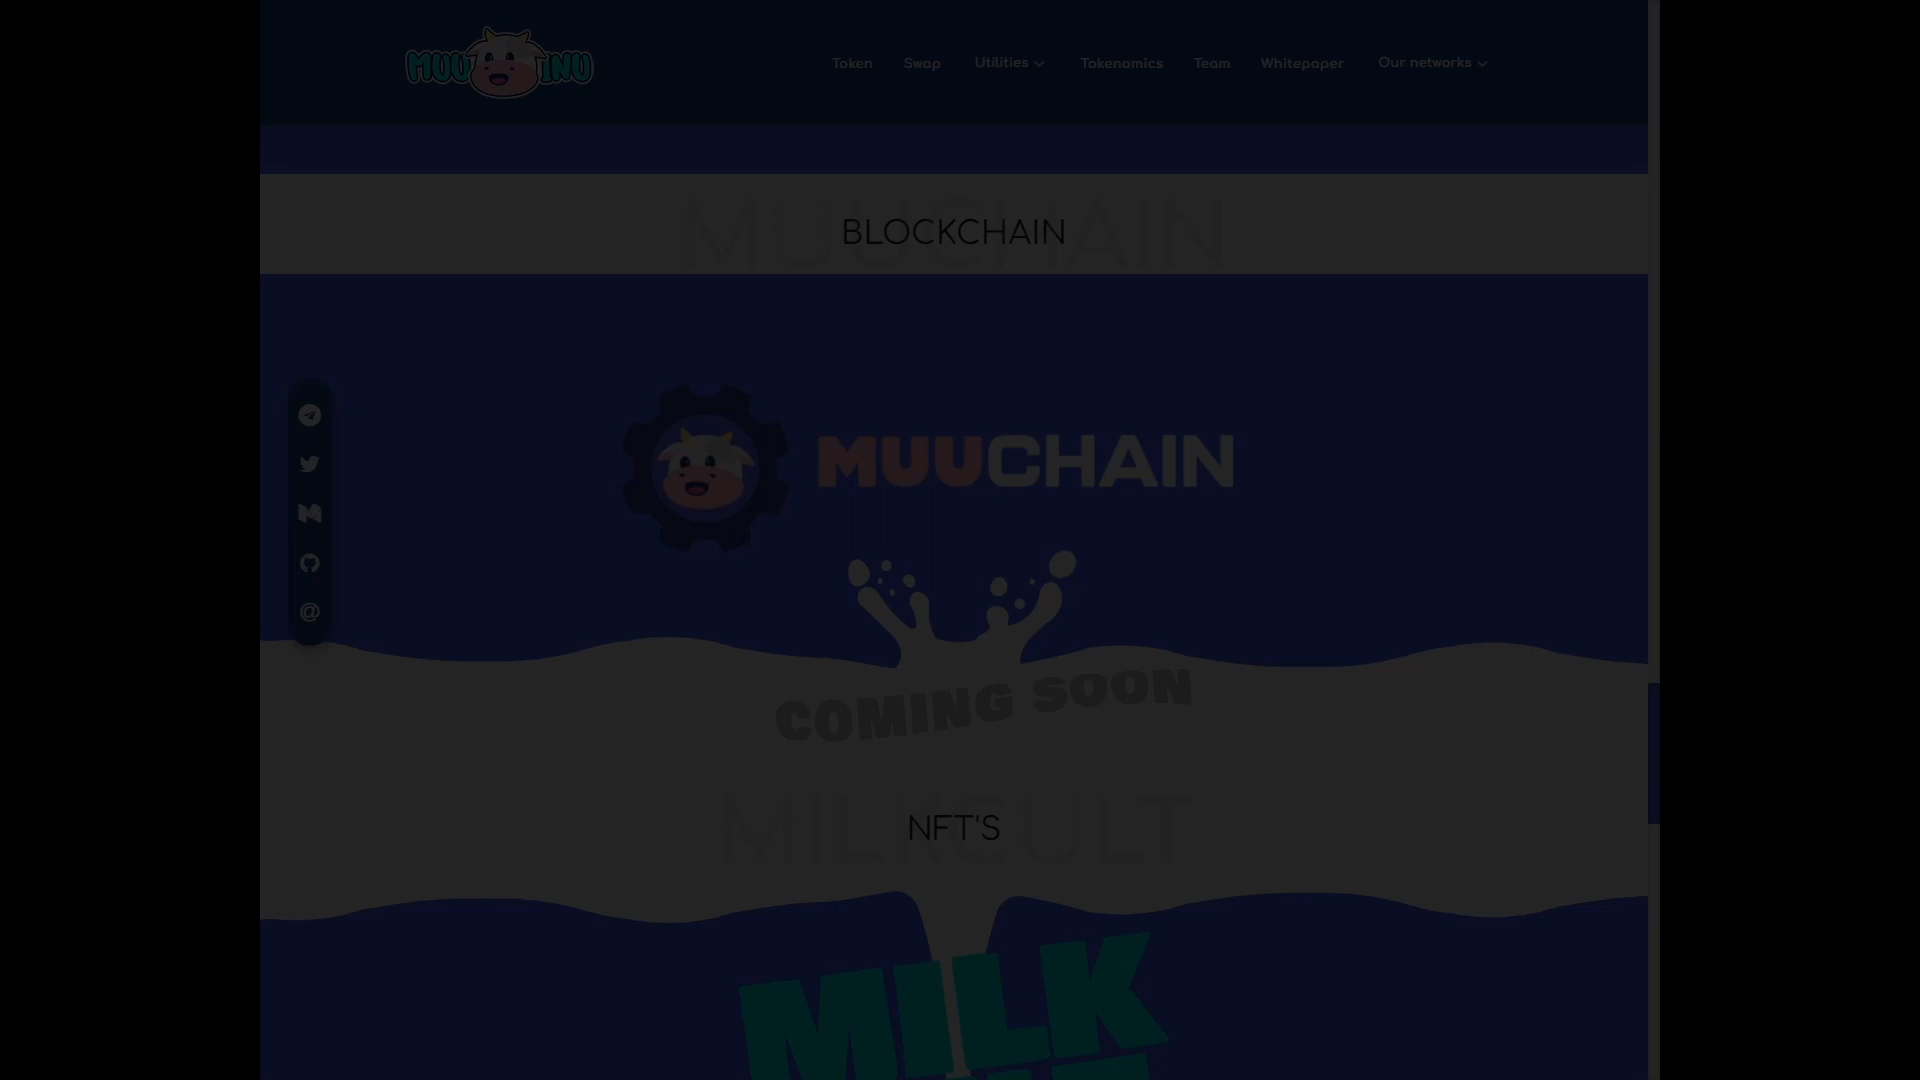 MUU INU
Token Swap Utilities Tokenomics Team Whitepaper Our networks
MUUCHAIN
BLOCKCHAIN
MUUCHAIN
COMING SOON
MILKCULT
NFT'S
MILK